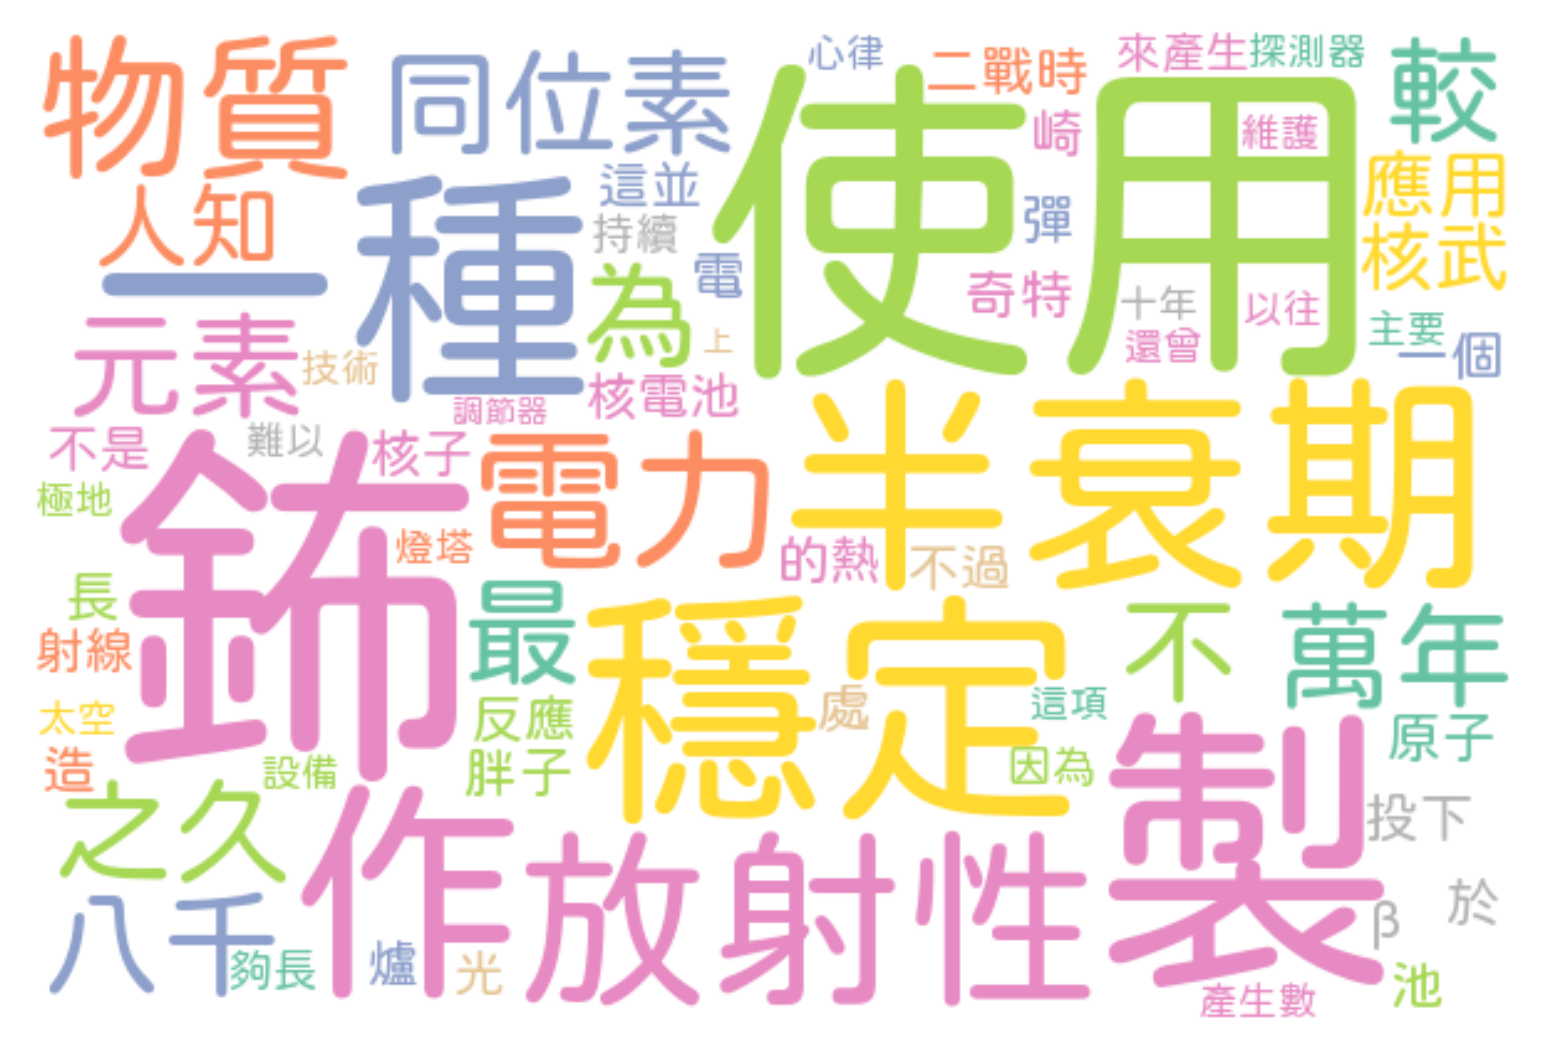 物質
同位素
心律
二戰時
來產生
探測器
較
使用
崎
維護
人知
一種
這並
持續
彈
應用
核武
電
為
奇特
十年
以往
還曾
主要
一個
元素
技術
上
核電池
調節器
不是
難以
核子
電力
半衰期
極地
鈽
燈塔
的熱
不過
長
射線
最
穩定
不
萬年
太空
造
反應
胖子
處
這項
因為
原子
設備
之久
製作
放射性
投下
八千
夠長
爐
光
β
於
池
產生數